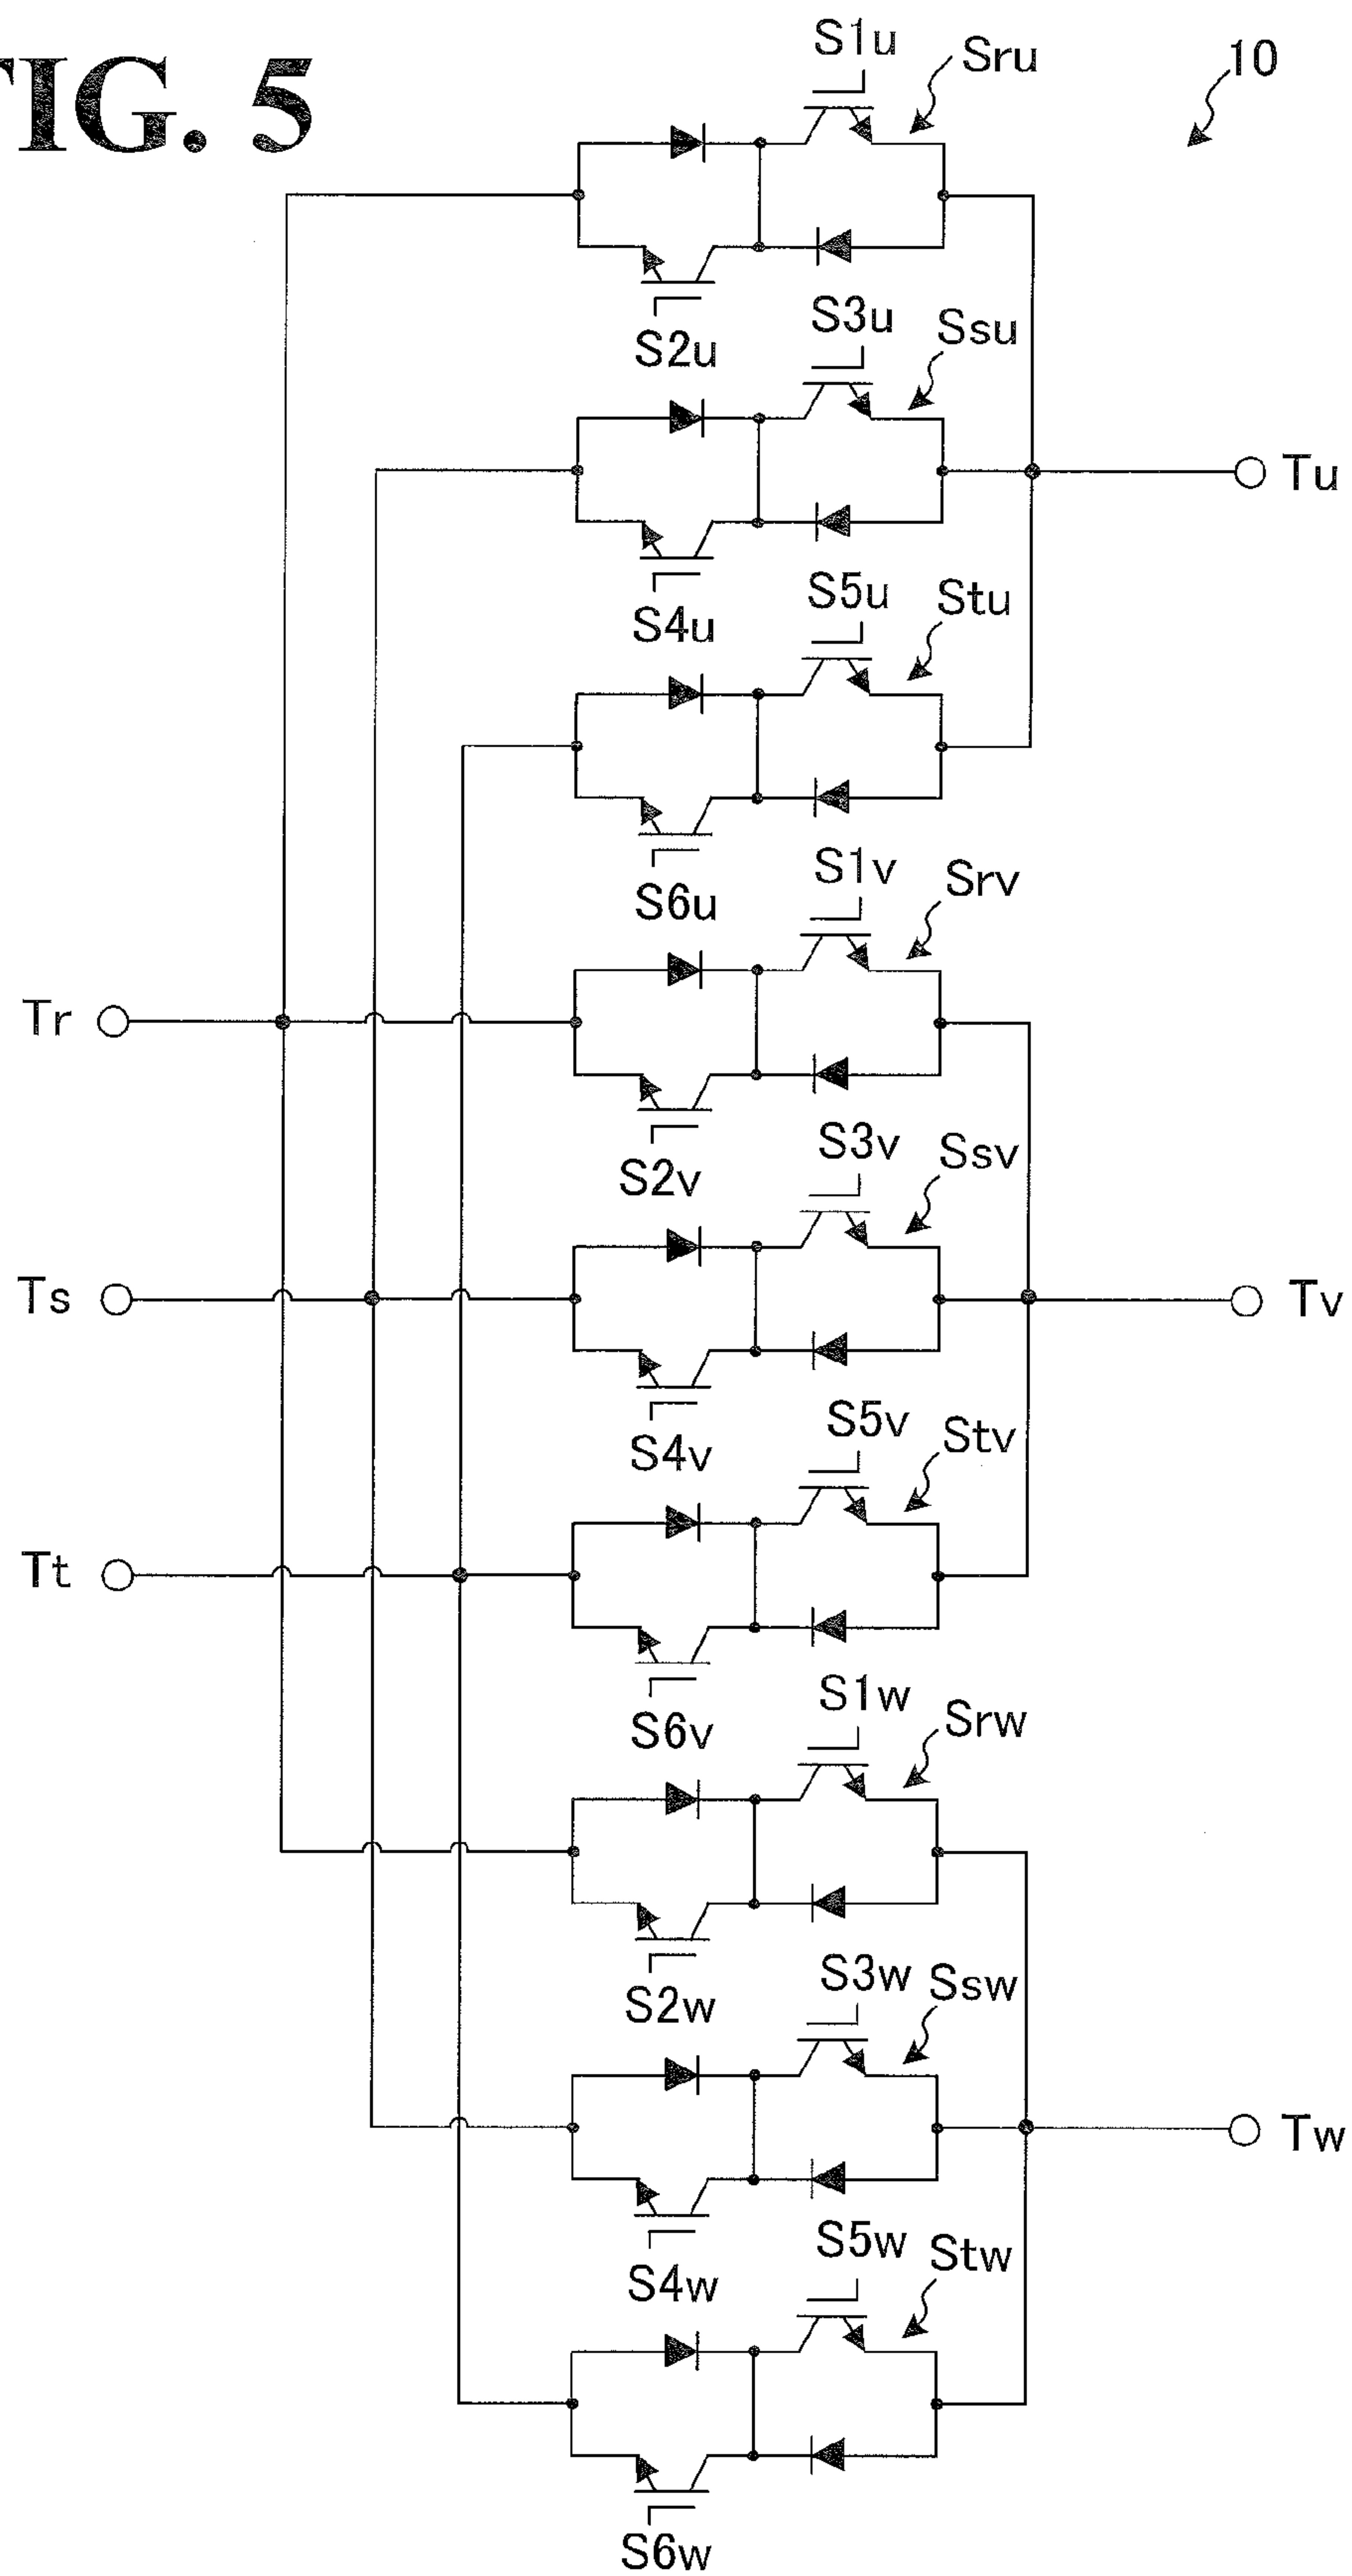 FIG. 5
10
S1u
Sru
S2u
S3u
Ssu
Tu
S4u
S5u
Stu
S6u
S1v
Srv
Tr
S2v
S3v
Ssv
Ts
Tv
S4v
S5v
Stv
Tt
S6v
S1w
Srw
S2w
S3w
Ssw
Tw
S4w
S5w
Stw
S6w